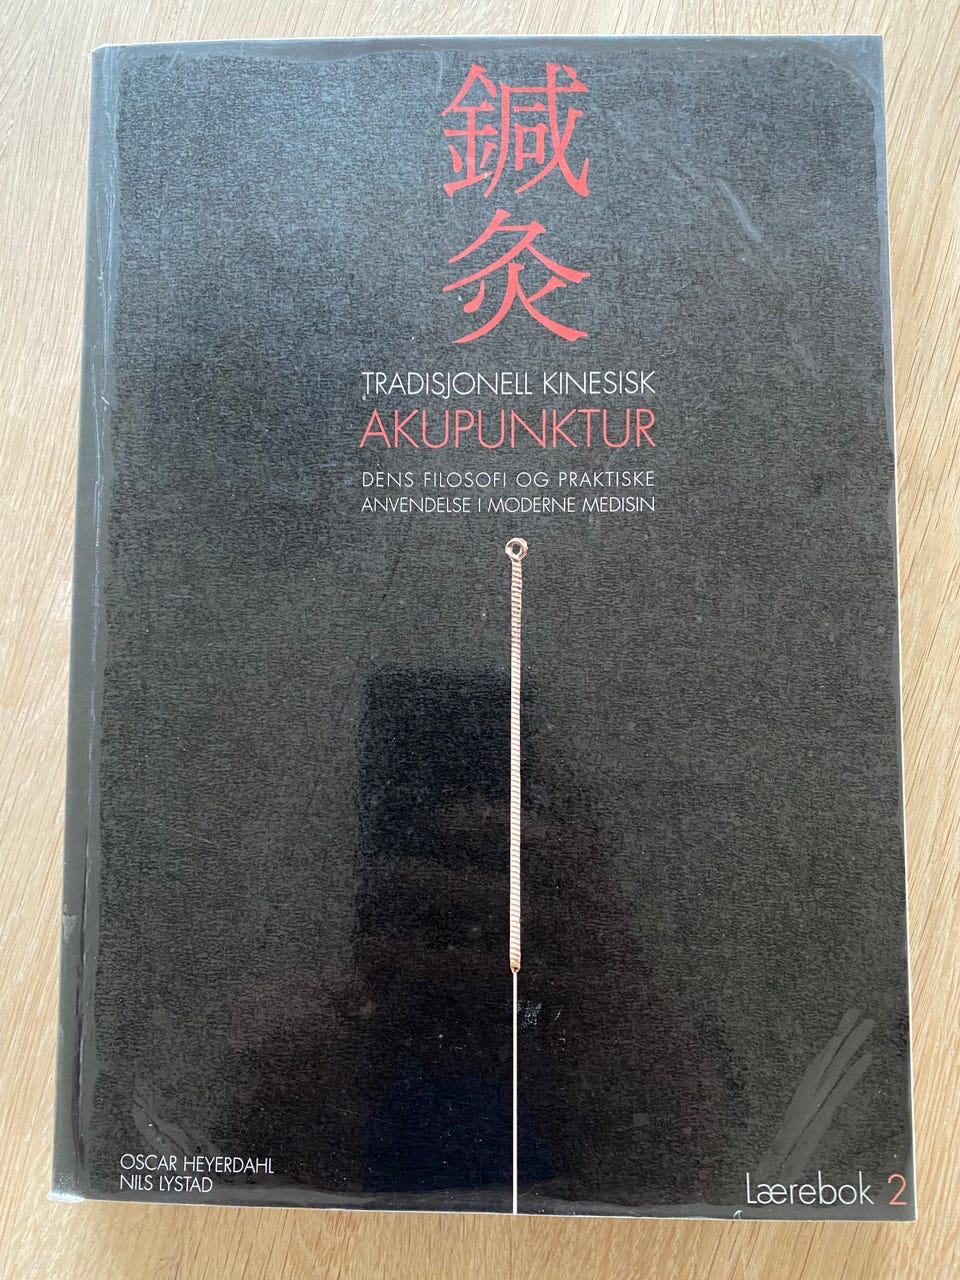 鍼
灸
TRADISJONELL KINESISK
AKUPUNKTUR
DENS FILOSOFI OG PRAKTISKE
ANVENDELSE I MODERNE MEDISIN
OSCAR HEYERDAHL
NILS LYSTAD
Lærebok 2